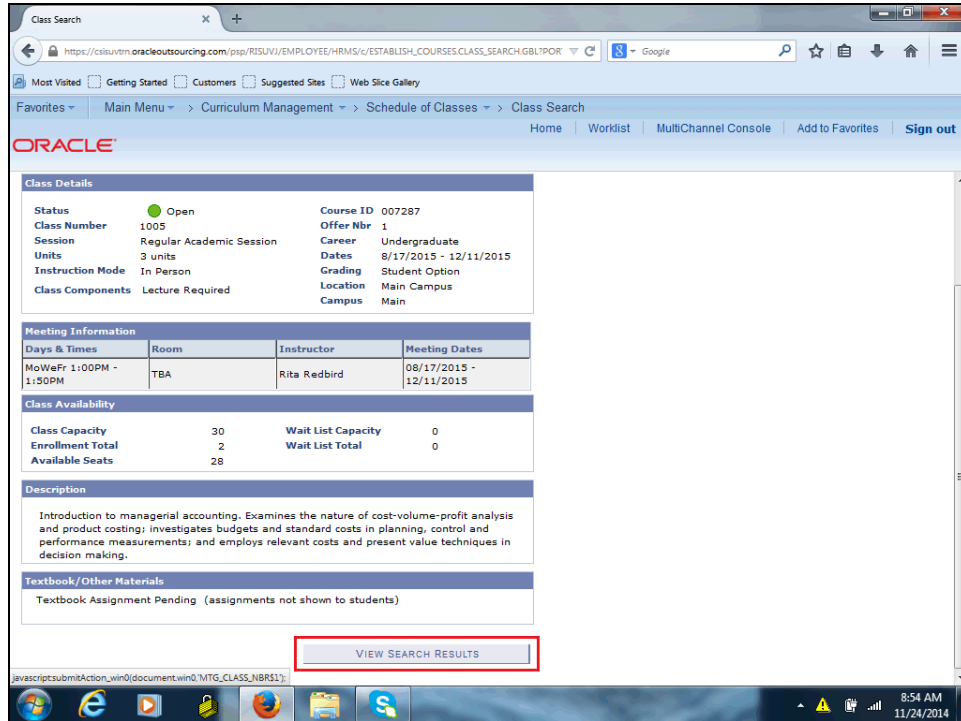 Class Search
https://csisuvtrn.oracleoutsourcing.com/psp/RISUVJ/EMPLOYEE/HRMS/c/ESTABLISH_COURSES.CLASS_SEARCH.GBL?POR
Google
Most Visited Getting Started Customers Suggested Sites Web Slice Gallery
Favorites Main Menu > Curriculum Management > Schedule of Classes > Class Search
Home Worklist MultiChannel Console Add to Favorites Sign out
ORACLE
Class Details
Status Open Course ID 007287
Class Number 1005 Offer Nbr 1
Session Regular Academic Session Career Undergraduate
Units 3 units Dates 8/17/2015 - 12/11/2015
Instruction Mode In Person Grading Student Option
Class Components Lecture Required Location Main Campus
Campus Main
Meeting Information
Days & Times Room Instructor Meeting Dates
MoWeFr 1:00PM - 1:50PM TBA Rita Redbird 08/17/2015 - 12/11/2015
Class Availability
Class Capacity 30 Wait List Capacity 0
Enrollment Total 2 Wait List Total 0
Available Seats 28
Description
Introduction to managerial accounting. Examines the nature of cost-volume-profit analysis
and product costing; investigates budgets and standard costs in planning, control and
performance measurements; and employs relevant costs and present value techniques in
decision making.
Textbook/Other Materials
Textbook Assignment Pending (assignments not shown to students)
VIEW SEARCH RESULTS
javascript:submitAction_win0(document.win0,'MTG_CLASS_NBR$1');
8:54 AM
11/24/2014